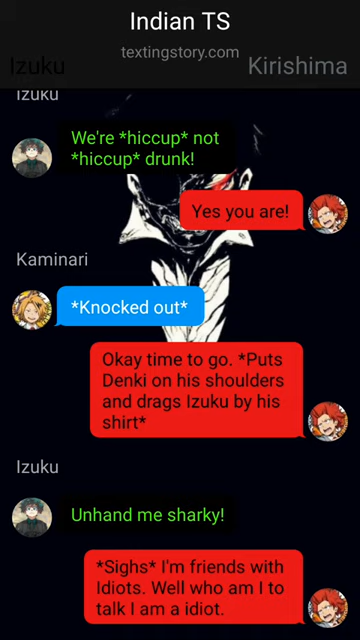 Indian TS
textingstory.com
Izuku
Kirishima
Izuku
We're *hiccup* not
*hiccup* drunk!
Yes you are!
Kaminari
*Knocked out*
Okay time to go. *Puts
Denki on his shoulders
and drags Izuku by his
shirt*
Izuku
Unhand me sharky!
*Sighs* I'm friends with
Idiots. Well who am I to
talk I am a idiot.